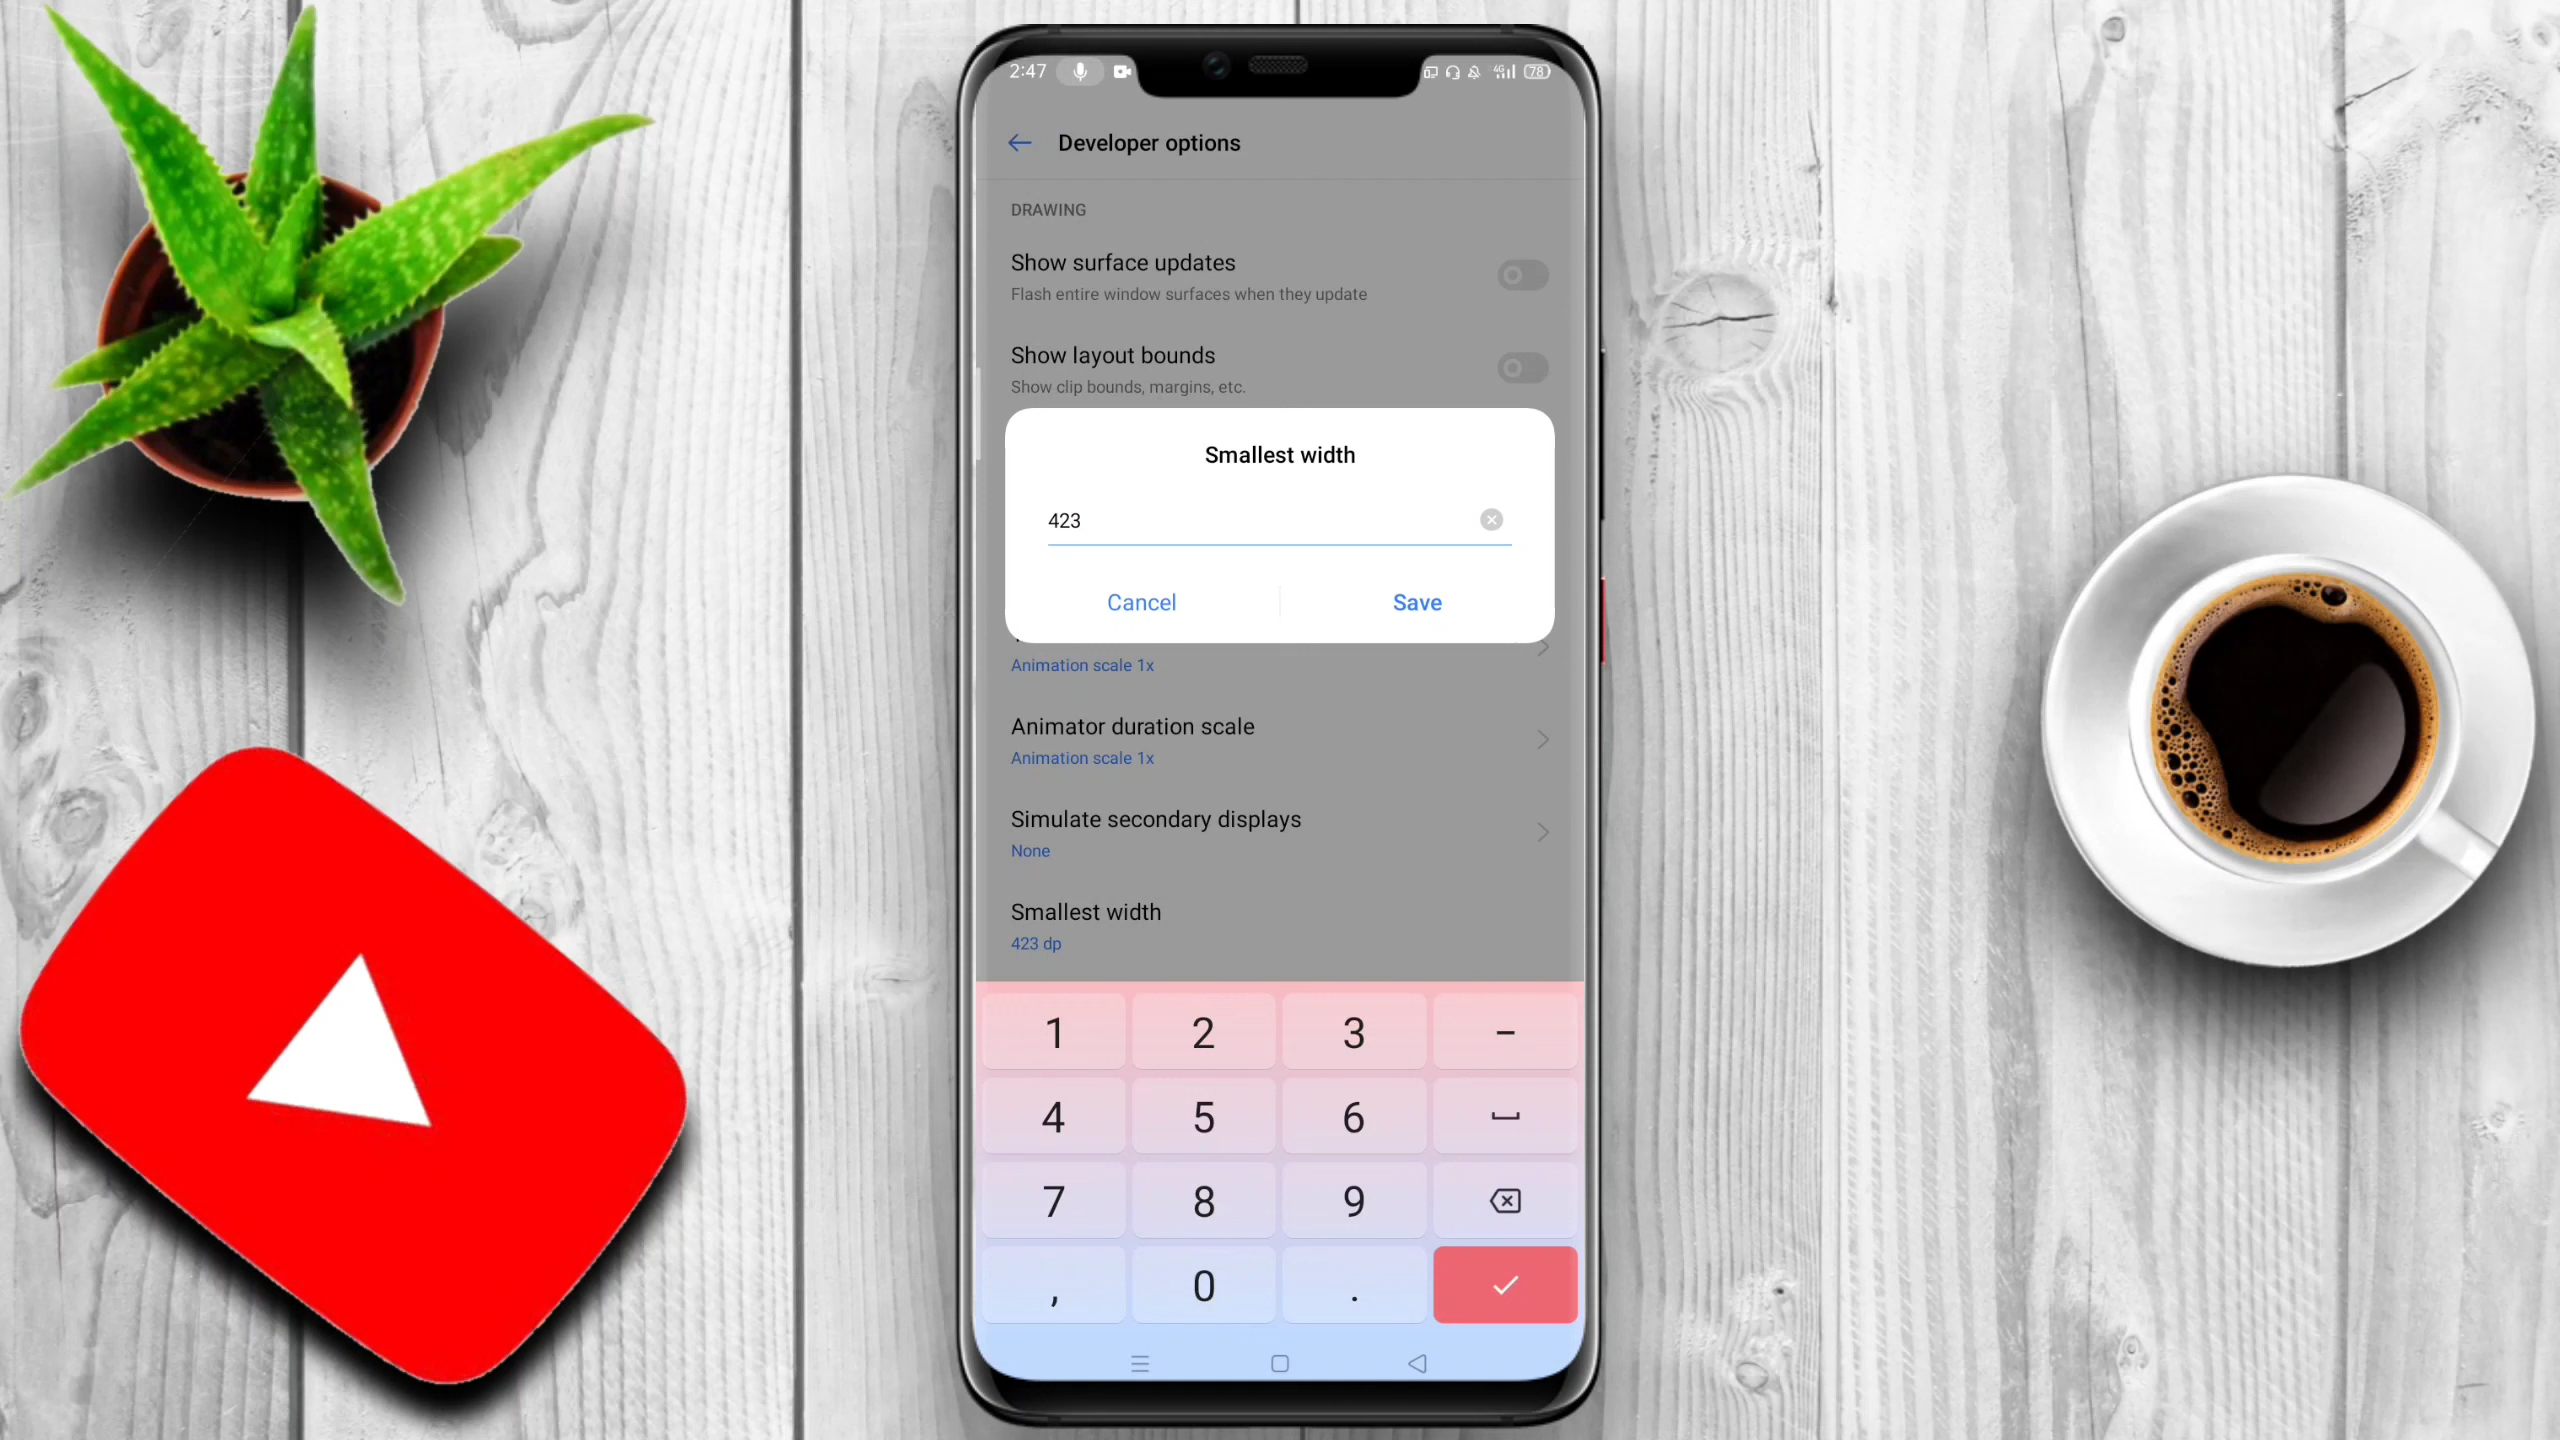 2:47
4G
78
Developer options
DRAWING
Show surface updates
Flash entire window surfaces when they update
Show layout bounds
Show clip bounds, margins, etc.
Smallest width
423
Cancel
Save
Animation scale 1x
Animator duration scale
Animation scale 1x
Simulate secondary displays
None
Smallest width
423 dp
1 2 3 -
4 5 6
7 8 9
, 0 .